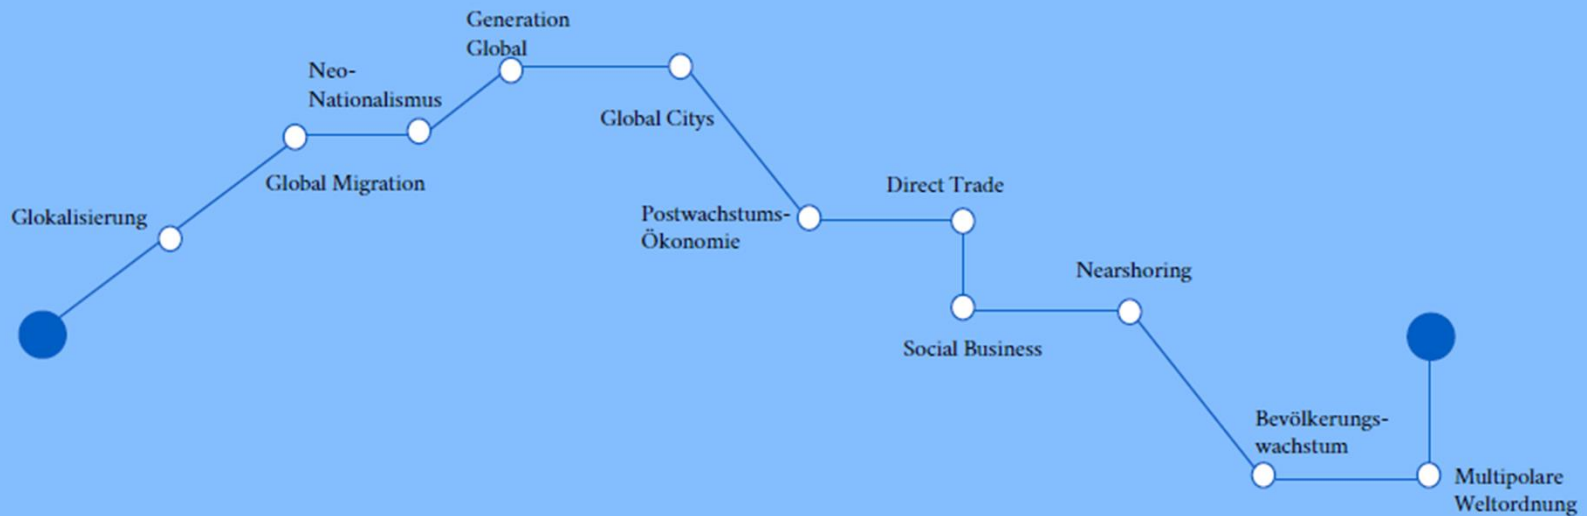 Generation
Global
Neo-
Nationalismus
Global Citys
Global Migration
Direct Trade
Glokalisierung
Postwachstums-
Ökonomie
Nearshoring
Social Business
Bevölkerungs-
wachstum
Multipolare
Weltordnung